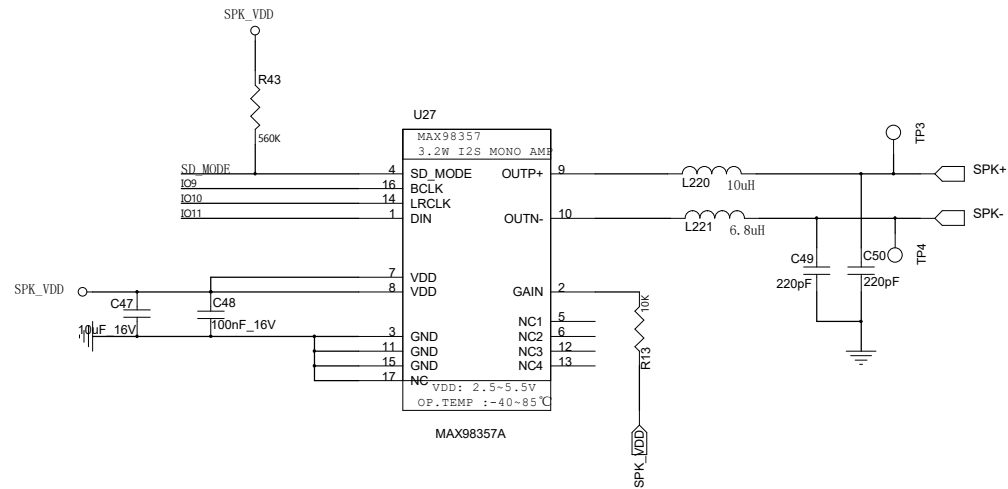 SPK_VDD
R43
560K
U27
MAX98357
3.2W I2S MONO AMP
TP3
SD_MODE
4
SD_MODE
OUTP+
9
L220
10uH
SPK+
IO9
16
BCLK
IO10
14
LRCLK
IO11
1
DIN
OUTN-
10
L221
6.8uH
SPK-
TP4
C49
220pF
C50
220pF
SPK_VDD
7
VDD
8
VDD
GAIN
2
10K
R13
SPK_VDD
C47
10uF_16V
C48
100nF_16V
3
GND
11
GND
15
GND
17
NC
NC1
5
NC2
6
NC3
12
NC4
13
VDD: 2.5~5.5V
OP.TEMP :-40~85℃
MAX98357A